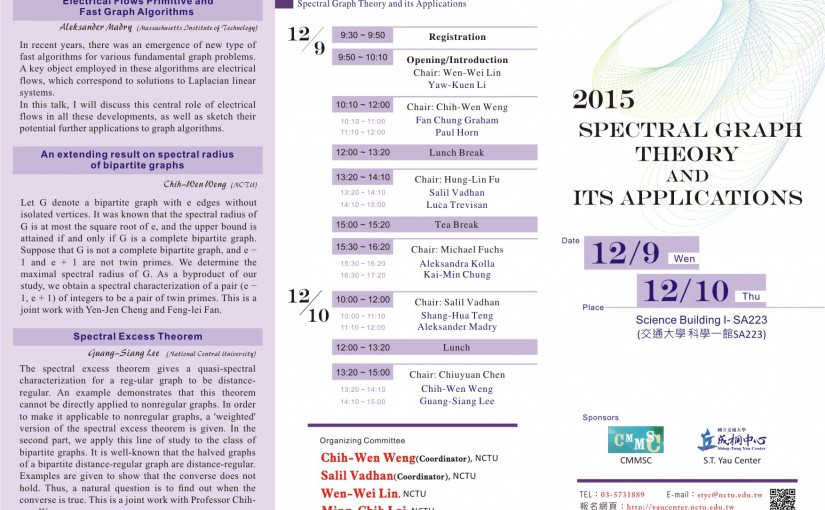 Electrical Flows Primitive and
Fast Graph Algorithms
Aleksander Madry (Massachusetts Institute of Technology)
In recent years, there was an emergence of new type of
fast algorithms for various fundamental graph problems.
A key object employed in these algorithms are electrical
flows, which correspond to solutions to Laplacian linear
systems.
In this talk, I will discuss this central role of electrical
flows in all these developments, as well as sketch their
potential further applications to graph algorithms.
An extending result on spectral radius
of bipartite graphs
Chih-Wen Weng (NCTU)
Let G denote a bipartite graph with e edges without
isolated vertices. It was known that the spectral radius of
G is at most the square root of e, and the upper bound is
attained if and only if G is a complete bipartite graph.
Suppose that G is not a complete bipartite graph, and e −
1 and e + 1 are not twin primes. We determine the
maximal spectral radius of G. As a byproduct of our
study, we obtain a spectral characterization of a pair (e −
1, e + 1) of integers to be a pair of twin primes. This is a
joint work with Yen-Jen Cheng and Feng-lei Fan.
Spectral Excess Theorem
Guang-Siang Lee (National Central University)
The spectral excess theorem gives a quasi-spectral
characterization for a reg-ular graph to be distance-
regular. An example demonstrates that this theorem
cannot be directly applied to nonregular graphs. In order
to make it applicable to nonregular graphs, a 'weighted'
version of the spectral excess theorem is given. In the
second part, we apply this line of study to the class of
bipartite graphs. It is well-known that the halved graphs
of a bipartite distance-regular graph are distance-regular.
Examples are given to show that the converse does not
hold. Thus, a natural question is to find out when the
converse is true. This is a joint work with Professor Chih-
Spectral Graph Theory and its Applications
12/9
9:30 ~ 9:50 Registration
9:50 ~ 10:10 Opening/Introduction
Chair: Wen-Wei Lin
Yaw-Kuen Li
10:10 ~ 12:00 Chair: Chih-Wen Weng
10:10 ~ 11:00 Fan Chung Graham
11:10 ~ 12:00 Paul Horn
12:00 ~ 13:20 Lunch Break
13:20 ~ 14:10 Chair: Hung-Lin Fu
13:20 ~ 14:10 Salil Vadhan
14:10 ~ 15:00 Luca Trevisan
15:00 ~ 15:20 Tea Break
15:30 ~ 16:20 Chair: Michael Fuchs
15:30 ~ 16:20 Aleksandra Kolla
16:30 ~ 17:20 Kai-Min Chung
12/10
10:00 ~ 12:00 Chair: Salil Vadhan
10:00 ~ 11:10 Shang-Hua Teng
11:10 ~ 12:00 Aleksander Madry
12:00 ~ 13:20 Lunch
13:20 ~ 15:00 Chair: Chiuyuan Chen
13:20 ~ 14:10 Chih-Wen Weng
14:10 ~ 15:00 Guang-Siang Lee
Organizing Committee
Chih-Wen Weng(Coordinator), NCTU
Salil Vadhan(Coordinator), NCTU
Wen-Wei Lin, NCTU
Ming-Chih Lai, NCTU
2015
SPECTRAL GRAPH
THEORY
AND
ITS APPLICATIONS
Date
12/9 Wen
12/10 Thu
Place
Science Building I- SA223
(交通大學 科學一館SA223)
Sponsors
CMMSC
國立交通大學
丘成桐中心
Shing-Tung Yau Center
CMMSC
S.T. Yau Center
TEL：03-5731889 E-mail：styc@nctu.edu.tw
報名網頁：http://yaucenter.nctu.edu.tw